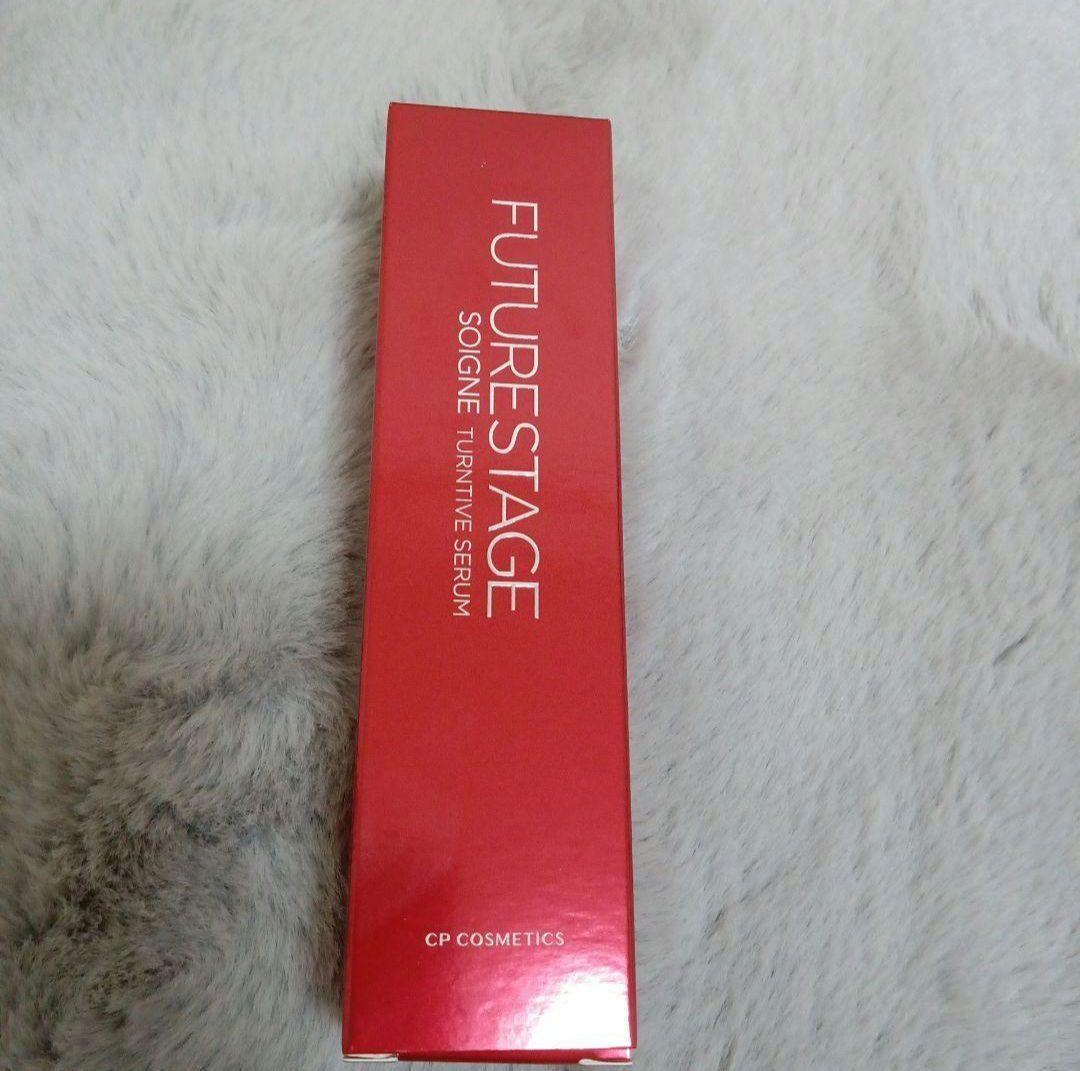 FUTURESTAGE
SOIGNE TURNTIVE SERUM
CP COSMETICS